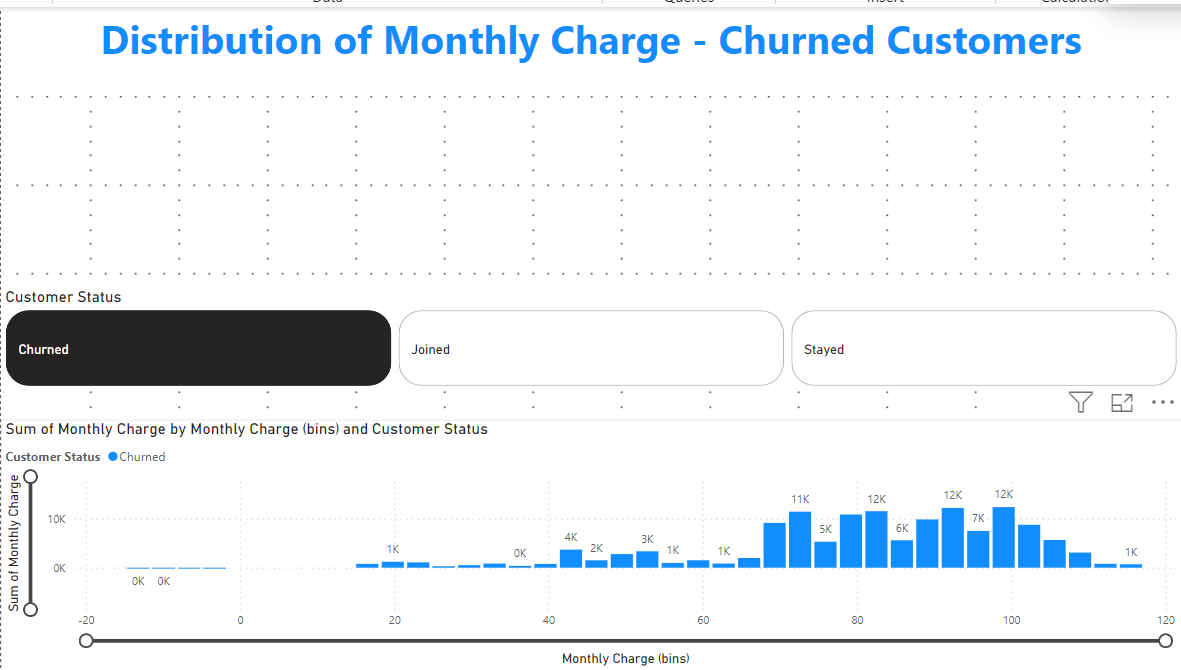 Data Queries Insert Calculations
Distribution of Monthly Charge - Churned Customers
Customer Status
Churned Joined Stayed
Sum of Monthly Charge by Monthly Charge (bins) and Customer Status
Customer Status Churned
Sum of Monthly Charge
10K
0K
0K 0K 1K 0K 4K 2K 3K 1K 1K 11K 5K 12K 6K 12K 7K 12K 1K
-20 0 20 40 60 80 100 120
Monthly Charge (bins)